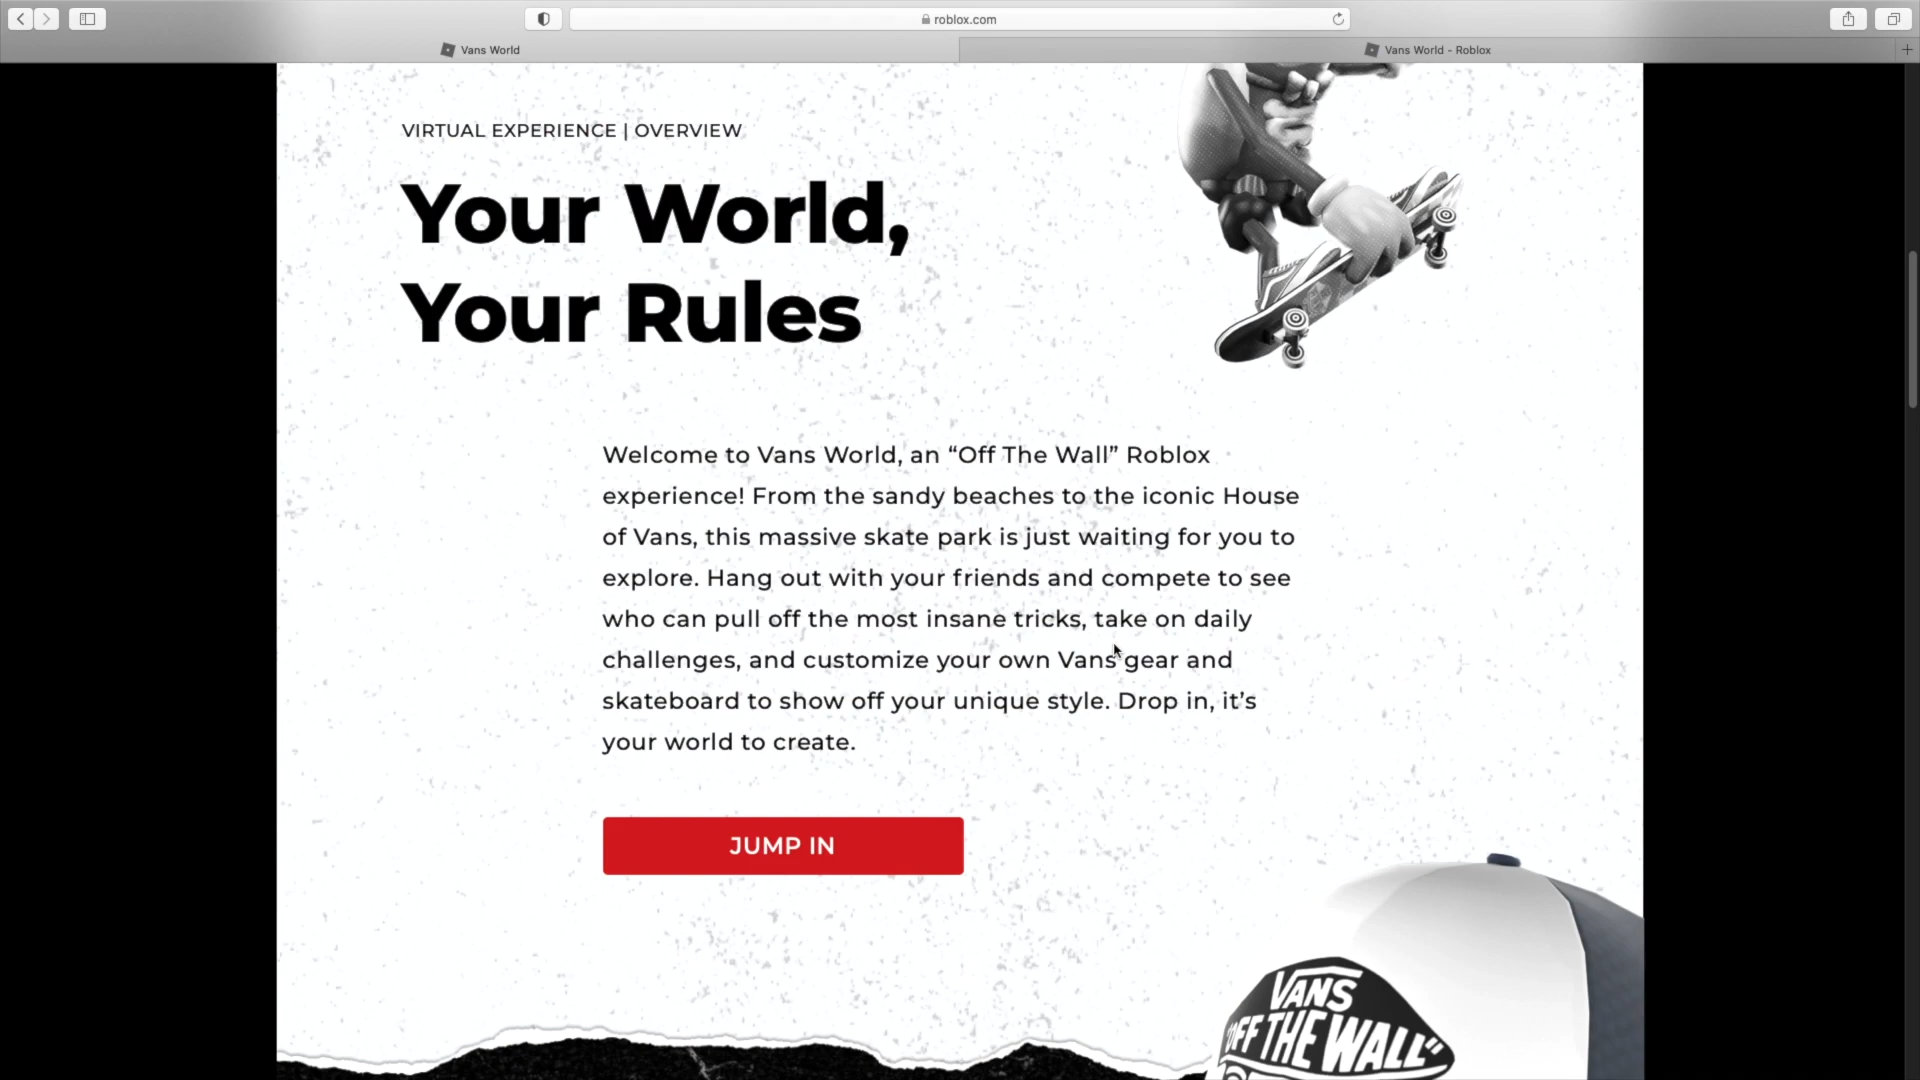 roblox.com
Vans World
Vans World - Roblox
VIRTUAL EXPERIENCE | OVERVIEW
Your World,
Your Rules
Welcome to Vans World, an “Off The Wall” Roblox
experience! From the sandy beaches to the iconic House
of Vans, this massive skate park is just waiting for you to
explore. Hang out with your friends and compete to see
who can pull off the most insane tricks, take on daily
challenges, and customize your own Vans gear and
skateboard to show off your unique style. Drop in, it’s
your world to create.
JUMP IN
VANS
"OFF THE WALL"